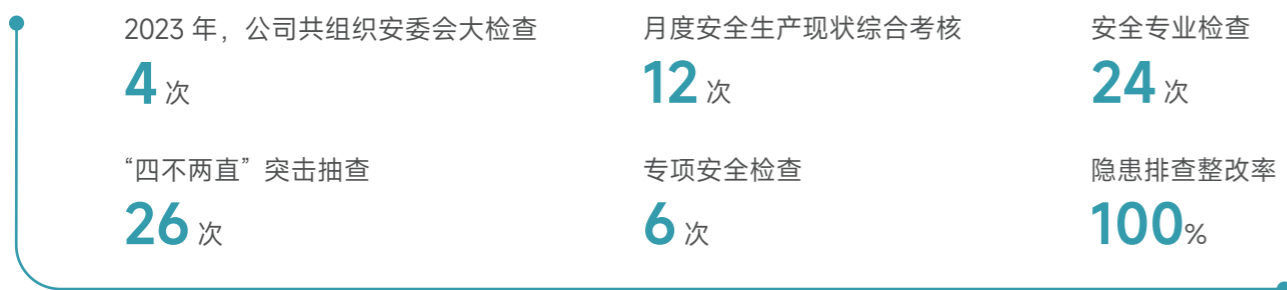 2023 年，公司共组织安委会大检查
4 次
月度安全生产现状综合考核
12 次
安全专业检查
24 次
“四不两直”突击抽查
26 次
专项安全检查
6 次
隐患排查整改率
100%